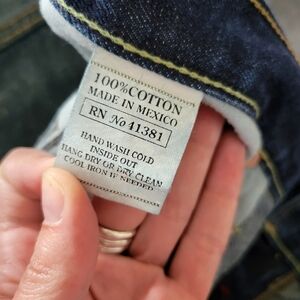 100% COTTON
MADE IN MEXICO
RN No 41381
HAND WASH COLD
INSIDE OUT
HANG DRY OR DRY CLEAN
COOL IRON IF NEEDED